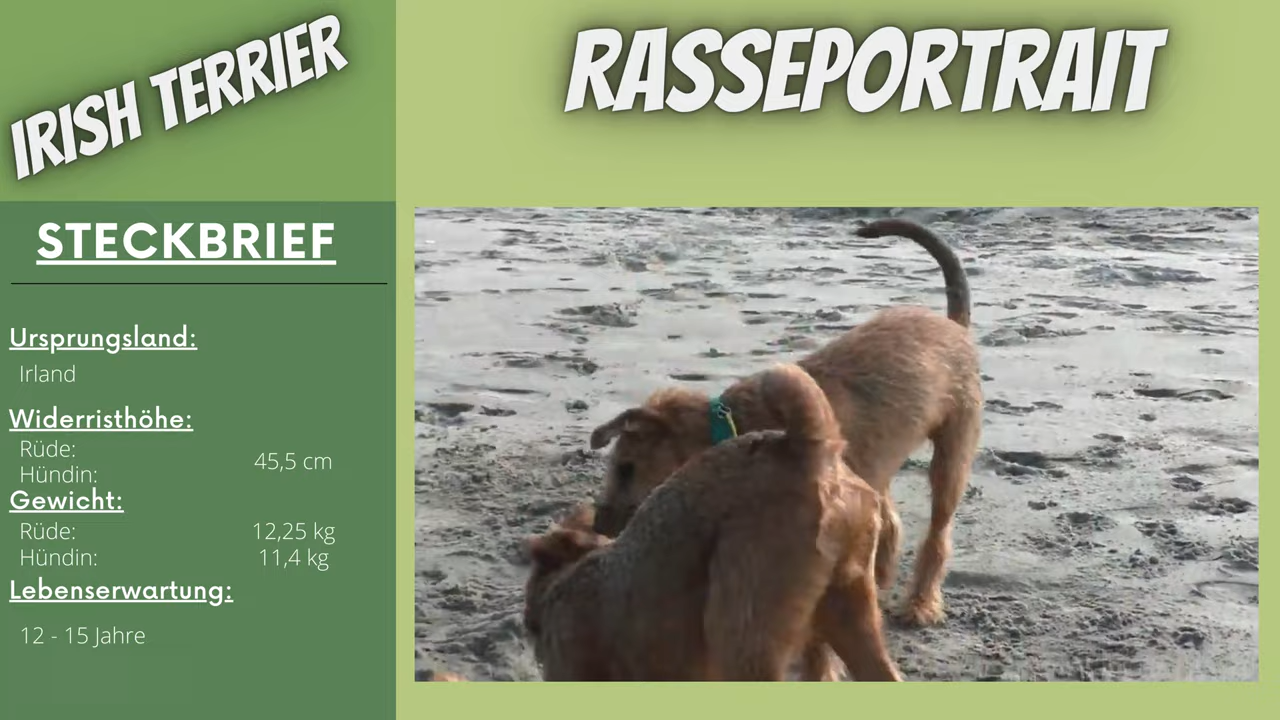 IRISH TERRIER
RASSEPORTRAIT
STECKBRIEF
Ursprungsland:
Irland
Widerristhöhe:
Rüde:
Hündin:
45,5 cm
Gewicht:
Rüde: 12,25 kg
Hündin: 11,4 kg
Lebenserwartung:
12 - 15 Jahre